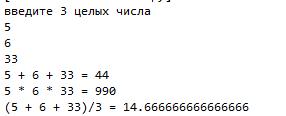 введите 3 целых числа
5
6
33
5 + 6 + 33 = 44
5 * 6 * 33 = 990
(5 + 6 + 33)/3 = 14.666666666666666